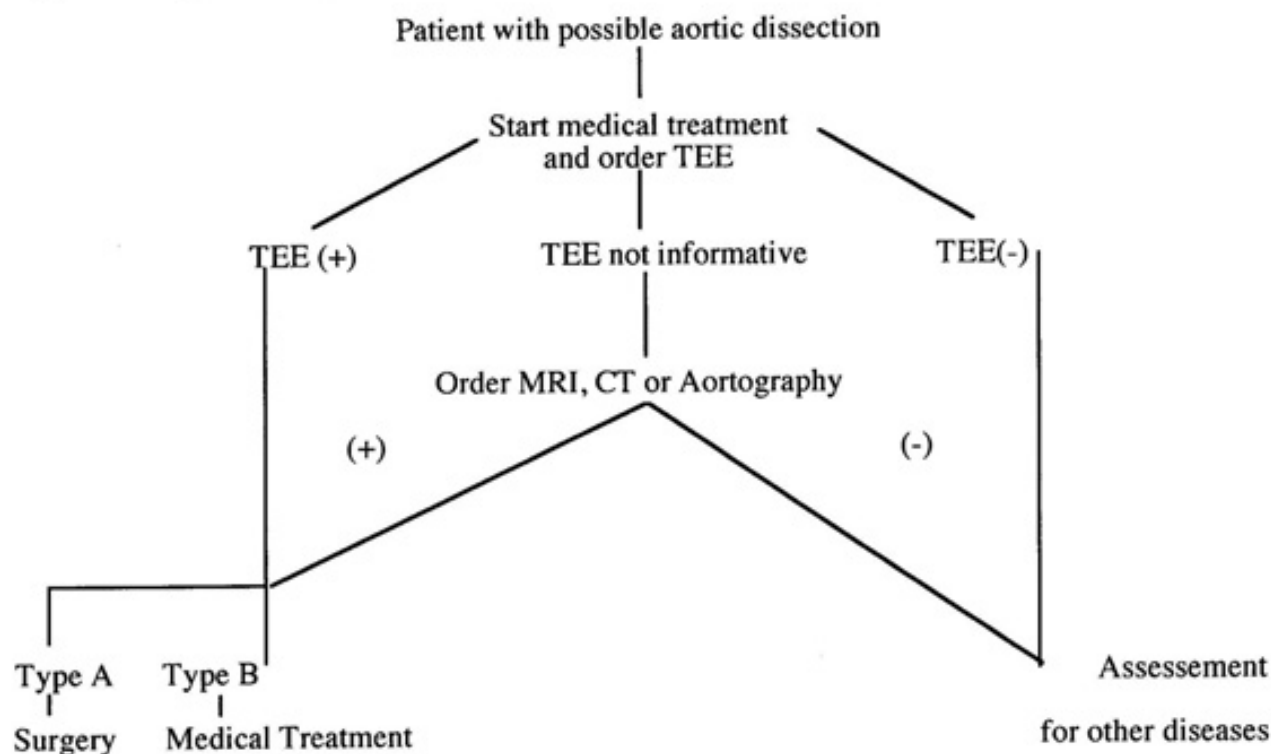 Patient with possible aortic dissection
Start medical treatment
and order TEE
TEE (+)
TEE not informative
TEE(-)
Order MRI, CT or Aortography
(+)
(-)
Type A
Type B
Assessement
Surgery
Medical Treatment
for other diseases